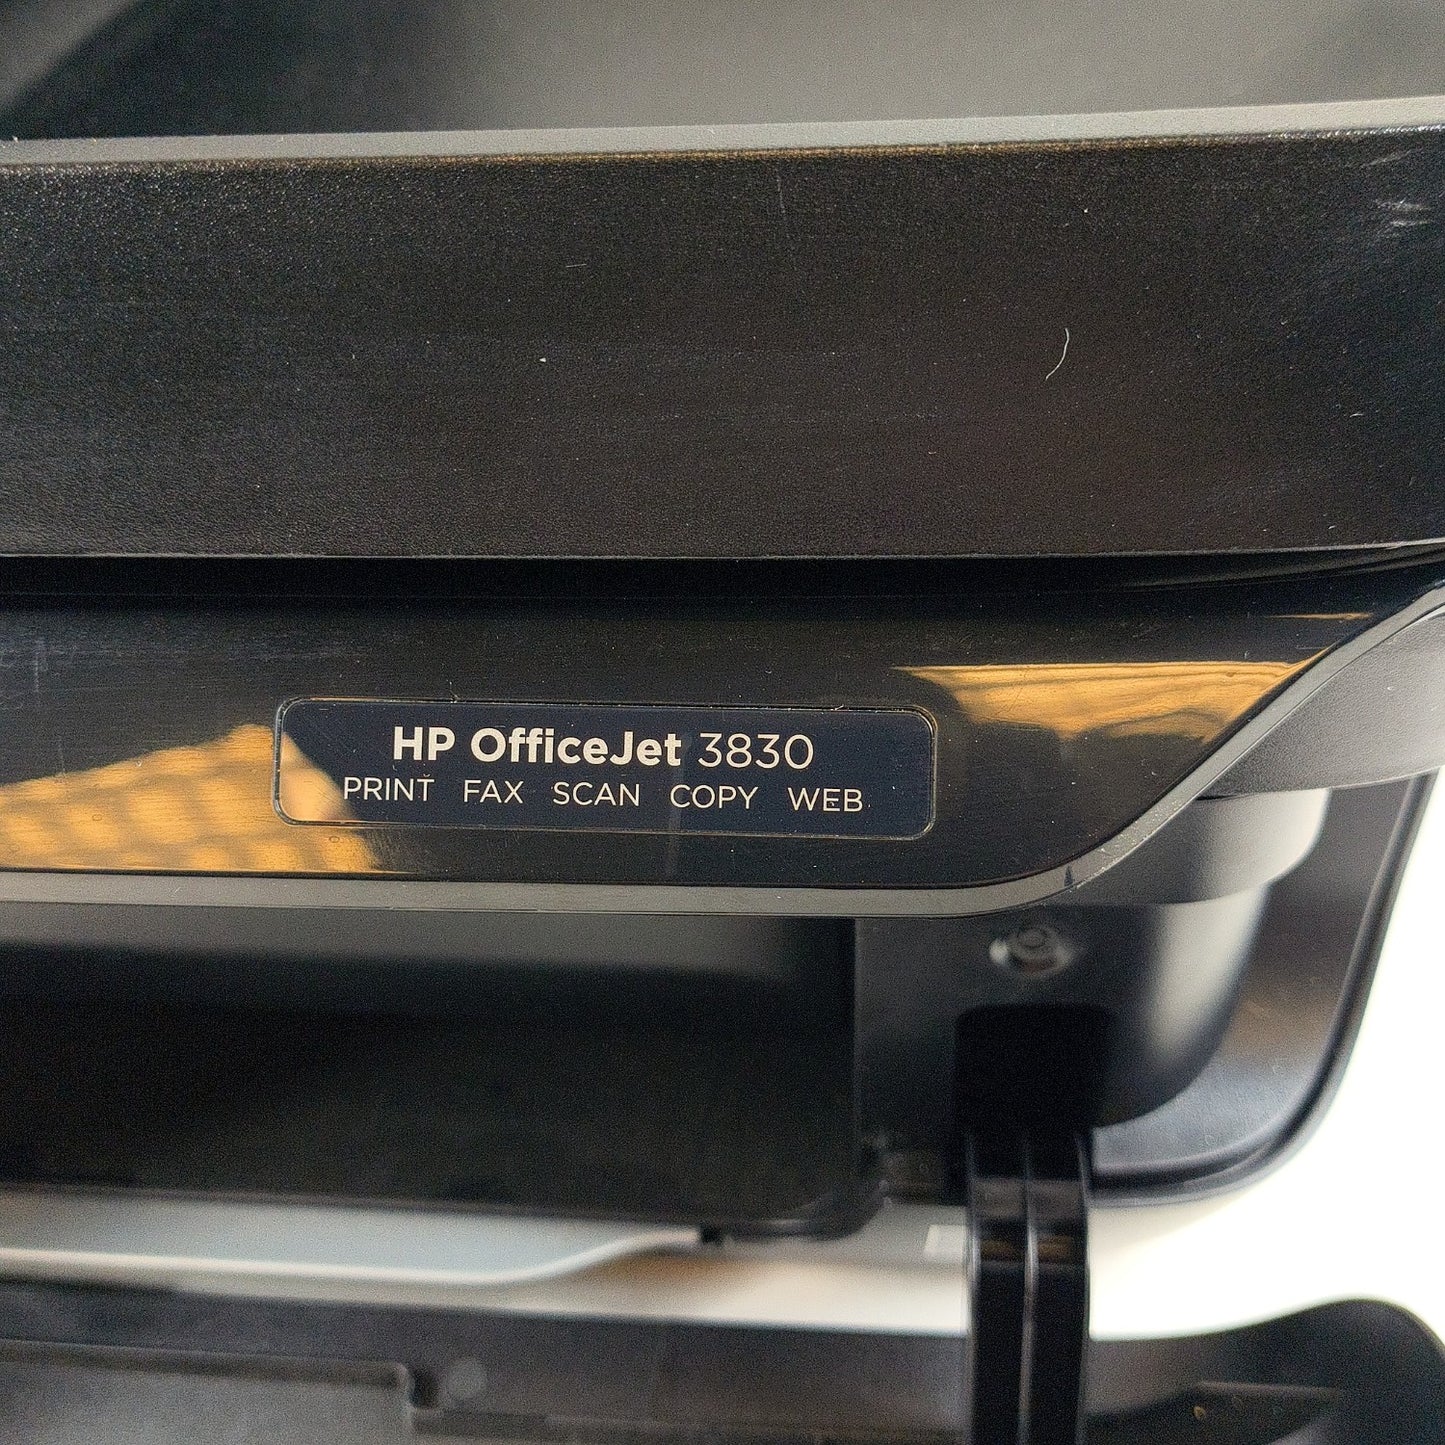 HP OfficeJet 3830
PRINT FAX SCAN COPY WEB